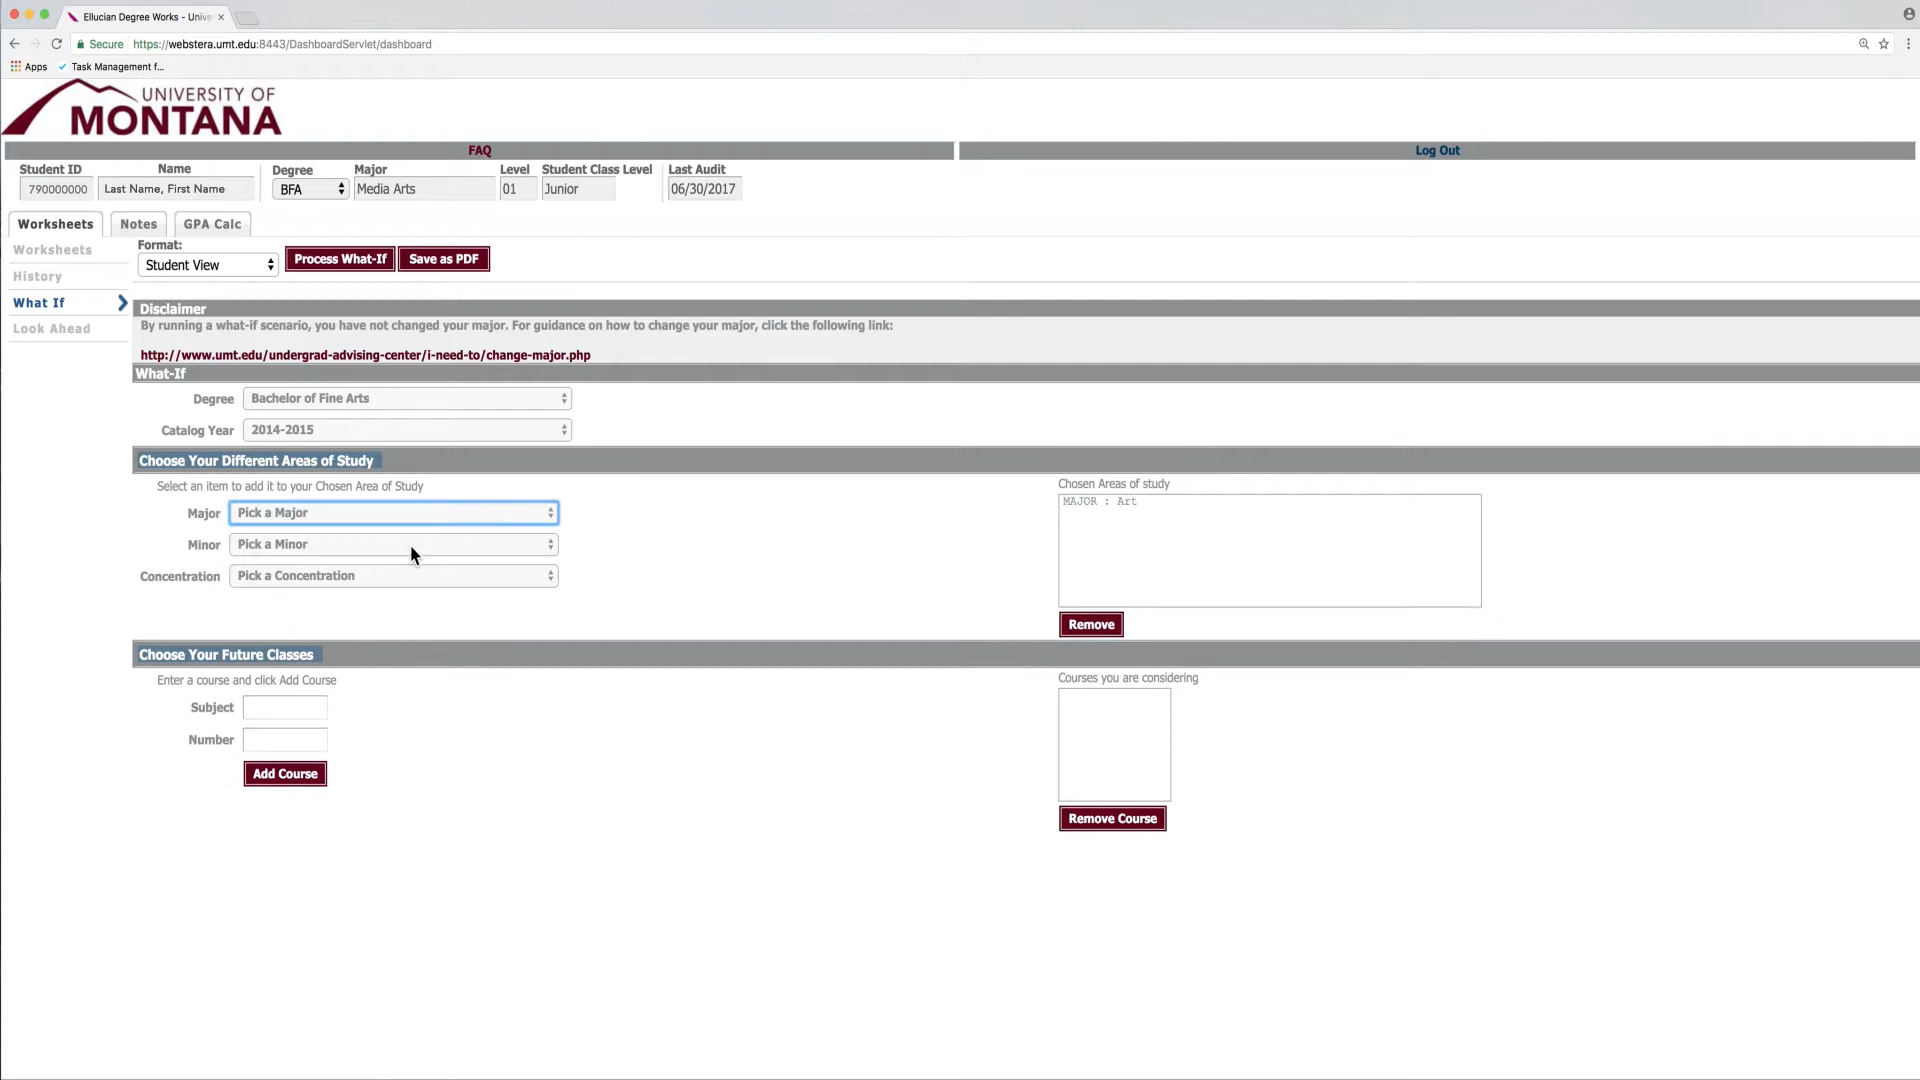 Ellucian Degree Works - Unive
Secure https://webstera.umt.edu:8443/DashboardServlet/dashboard
Apps Task Management f...
UNIVERSITY OF
MONTANA
FAQ Log Out
Student ID Name Degree Major Level Student Class Level Last Audit
790000000 Last Name, First Name BFA Media Arts 01 Junior 06/30/2017
Worksheets Notes GPA Calc
Worksheets
History
What If
Look Ahead
Format:
Student View Process What-If Save as PDF
Disclaimer
By running a what-if scenario, you have not changed your major. For guidance on how to change your major, click the following link:
http://www.umt.edu/undergrad-advising-center/i-need-to/change-major.php
What-If
Degree Bachelor of Fine Arts
Catalog Year 2014-2015
Choose Your Different Areas of Study
Select an item to add it to your Chosen Area of Study
Major Pick a Major
Minor Pick a Minor
Concentration Pick a Concentration
Chosen Areas of study
MAJOR : Art
Remove
Choose Your Future Classes
Enter a course and click Add Course
Subject
Number
Add Course
Courses you are considering
Remove Course